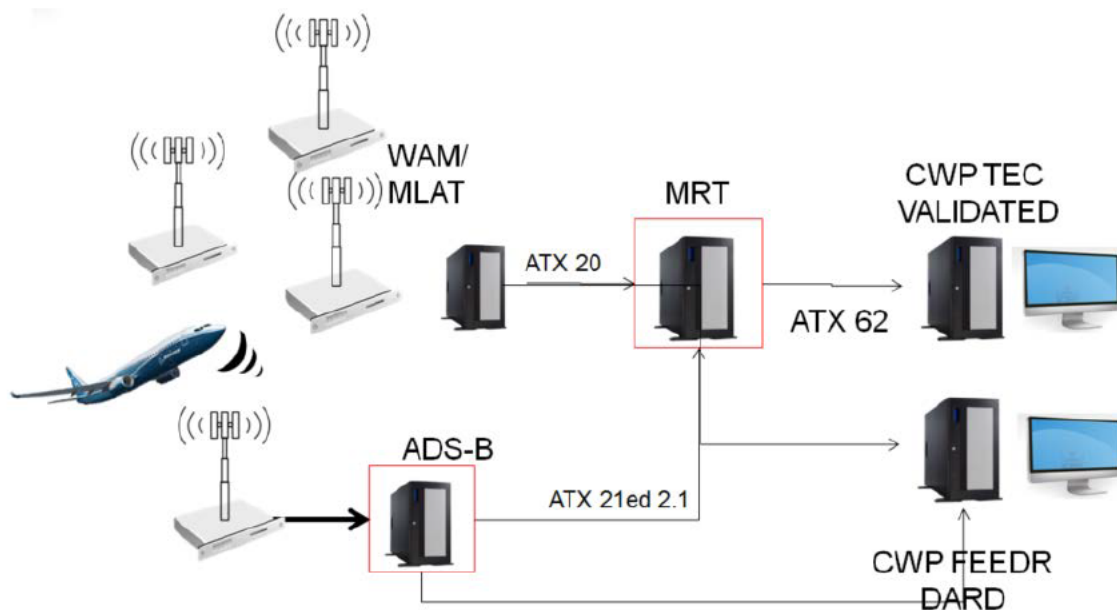 WAM/
MLAT
MRT
CWP TEC
VALIDATED
ATX 20
ATX 62
ADS-B
ATX 21ed 2.1
CWP FEEDR
DARD